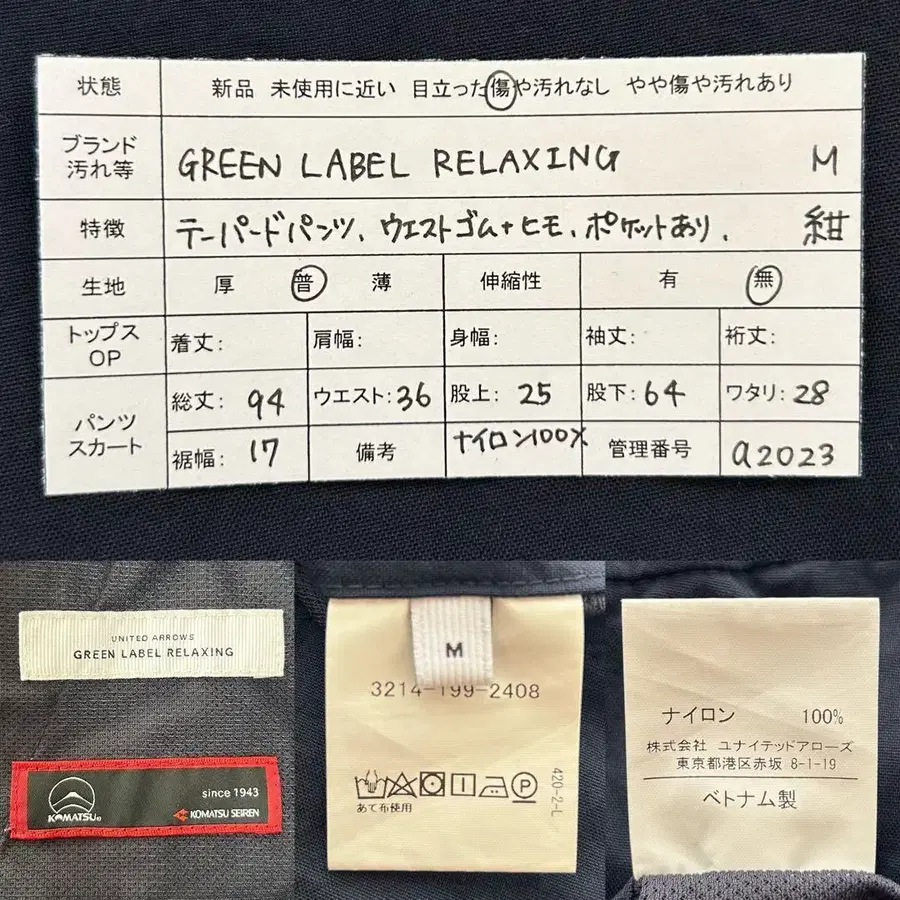 状態 新品 未使用に近い 目立った傷や汚れなし やや傷や汚れあり
ブランド
汚れ等 GREEN LABEL RELAXING M
特徴 テーパードパンツ、ウエストゴム+ヒモ、ポケットあり. 紺
生地 厚 普 薄 伸縮性 有 無
トップス
OP 着丈: 肩幅: 身幅: 袖丈: 裄丈:
パンツ
スカート
総丈: 94 ウエスト: 36 股上: 25 股下: 64 ワタリ: 28
裾幅: 17 備考 ナイロン100% 管理番号 a2023
UNITED ARROWS
GREEN LABEL RELAXING
since 1943
KOMATSU
KOMATSU SEIREN
M
3214-199-2408
あて布使用
420-2-L
ナイロン 100%
株式会社 ユナイテッドアローズ
東京都港区赤坂 8-1-19
ベトナム製